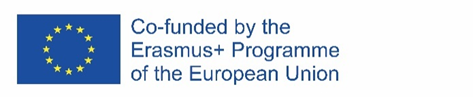 Co-funded by the
Erasmus+ Programme
of the European Union